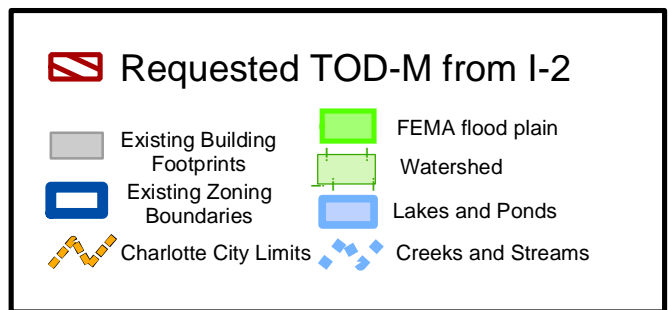 Requested TOD-M from I-2
Existing Building
Footprints
Existing Zoning
Boundaries
Charlotte City Limits
FEMA flood plain
Watershed
Lakes and Ponds
Creeks and Streams